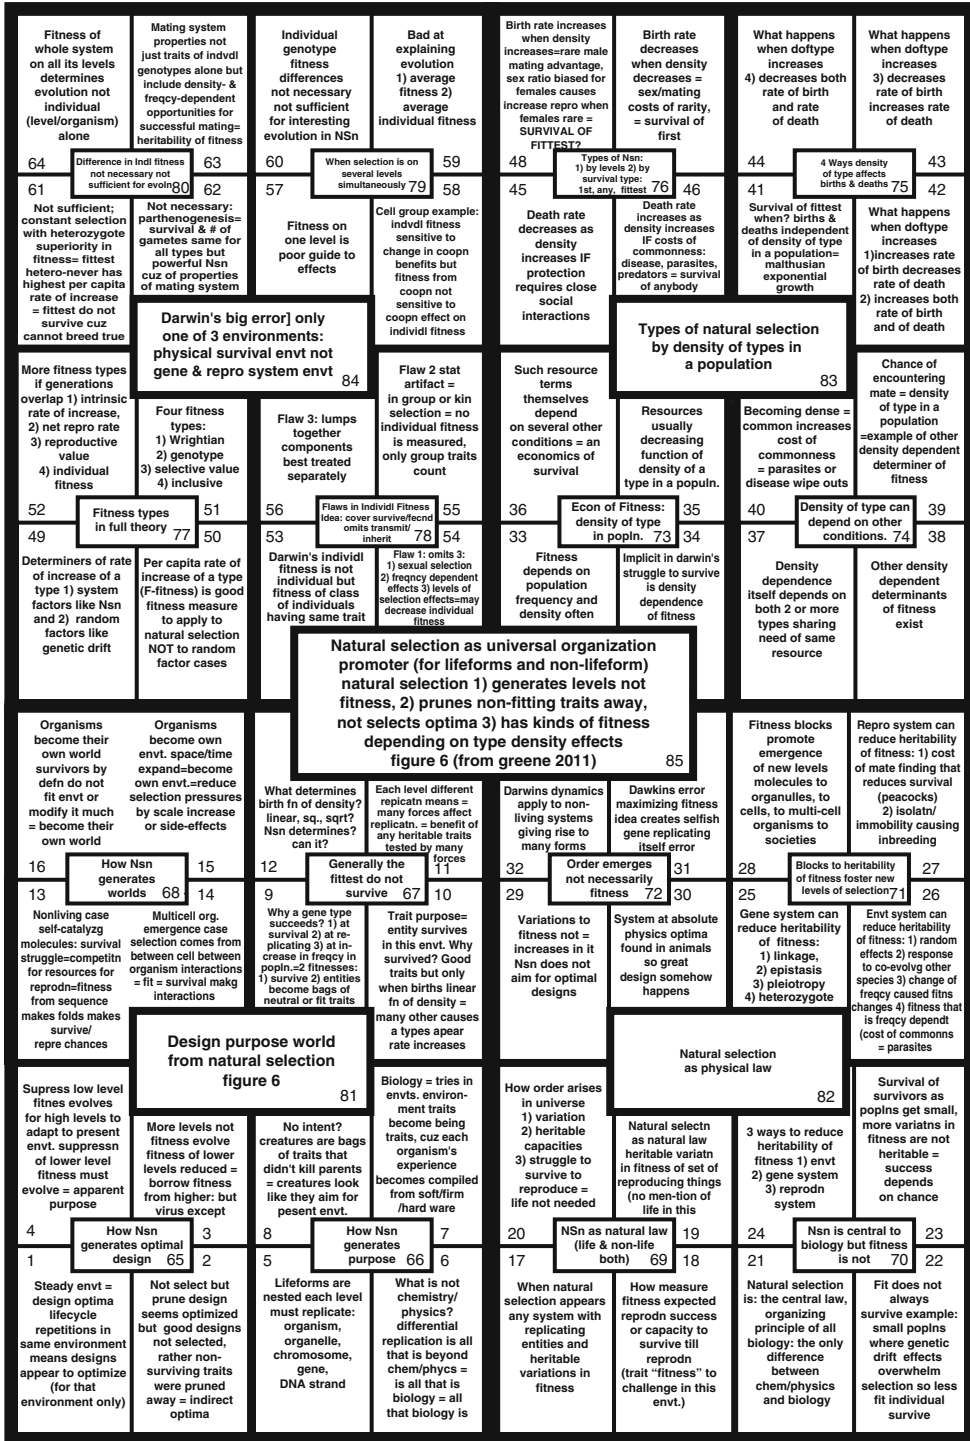 Fitness of
whole system
on all its levels
determines
evolution not
individual
(level/organism)
alone
64
Mating system
properties not
just traits of indvdl
genotypes alone but
include density- &
freqcy-dependent
opportunities for
successful mating=
heritability of fitness
63
Difference in Indl fitness
not necessary not
sufficient for evoln 80
61
Not sufficient;
constant selection
with heterozygote
superiority in
fitness= fittest
hetero-never has
highest per capita
rate of increase
= fittest do not
survive cuz
cannot breed true
62
Not necessary:
parthenogenesis=
survival & # of
gametes same for
all types but
powerful Nsn
cuz of properties
of mating system
Individual
genotype
fitness
differences
not necessary
not sufficient
for interesting
evolution in NSn
60
Bad at
explaining
evolution
1) average
fitness 2)
average
individual fitness
59
When selection is on
several levels
simultaneously 79
57
Fitness on
one level is
poor guide to
effects
58
Cell group example:
indvdl fitness
sensitive to
change in coopn
benefits but
fitness from
coopn not
sensitive to
coopn effect on
individl fitness
Darwin's big error] only
one of 3 environments:
physical survival envt not
gene & repro system envt
84
Birth rate increases
when density
increases=rare male
mating advantage,
sex ratio biased for
females causes
increase repro when
females rare =
SURVIVAL OF
FITTEST?
48
Birth rate
decreases
when density
decreases =
sex/mating
costs of rarity,
= survival of
first
Types of Nsn:
1) by levels 2) by
survival type:
1st, any, fittest 76
45
Death rate
decreases as
density
increases IF
protection
requires close
social
interactions
46
Death rate
increases as
density increases
IF costs of
commonness:
disease, parasites,
predators = survival
of anybody
What happens
when doftype
increases
4) decreases both
rate of birth
and rate
of death
44
What happens
when doftype
increases
3) decreases
rate of birth
increases rate
of death
43
4 Ways density
of type affects
births & deaths 75
41
Survival of fittest
when? births &
deaths independent
of density of type
in a population=
malthusian
exponential
growth
42
What happens
when doftype
increases
1)increases rate
of birth decreases
rate of death
2) increases both
rate of birth
and of death
Types of natural selection
by density of types in
a population
83
More fitness types
if generations
overlap 1) intrinsic
rate of increase,
2) net repro rate
3) reproductive
value
4) individual
fitness
52
Four fitness
types:
1) Wrightian
2) genotype
3) selective value
4) inclusive
51
Fitness types
in full theory 77
49
Determiners of rate
of increase of a
type 1) system
factors like Nsn
and 2) random
factors like
genetic drift
50
Per capita rate of
increase of a type
(F-fitness) is good
fitness measure
to apply to
natural selection
NOT to random
factor cases
Flaw 3: lumps
together
components
best treated
separately
56
Flaw 2 stat
artifact =
in group or kin
selection = no
individual fitness
is measured,
only group traits
count
55
Flaws in Individl Fitness
Idea: cover survive/fecnd
omits transmit/
inherit 78
53
Darwin's individl
fitness is not
individual but
fitness of class
of individuals
having same trait
54
Flaw 1: omits 3:
1) sexual selection
2) freqncy dependent
effects 3) levels of
selection effects=may
decrease individual
fitness
Such resource
terms
themselves
depend
on several other
conditions = an
economics of
survival
36
Resources
usually
decreasing
function of
density of a
type in a populn.
35
Econ of Fitness:
density of type
in popln. 73
33
Fitness
depends on
population
frequency and
density often
34
Implicit in darwin's
struggle to survive
is density
dependence
of fitness
Becoming dense =
common increases
cost of
commonness
= parasites or
disease wipe outs
40
Chance of
encountering
mate = density
of type in a
population
=example of other
density dependent
determiner of
fitness
39
Density of type can
depend on other
conditions. 74
37
Density
dependence
itself depends on
both 2 or more
types sharing
need of same
resource
38
Other density
dependent
determinants
of fitness
exist
Natural selection as universal organization
promoter (for lifeforms and non-lifeform)
natural selection 1) generates levels not
fitness, 2) prunes non-fitting traits away,
not selects optima 3) has kinds of fitness
depending on type density effects
figure 6 (from greene 2011)
85
Organisms
become their
own world
survivors by
defn do not
fit envt or
modify it much
= become their
own world
16
Organisms
become own
envt. space/time
expand=become
own envt.=reduce
selection pressures
by scale increase
or side-effects
15
How Nsn
generates
worlds 68
13
Nonliving case
self-catalyzg
molecules: survival
struggle=competitn
for resources for
reprodn=fitness
from sequence
makes folds makes
survive/
repre chances
14
Multicell org.
emergence case
selection comes from
between cell between
organism interactions
= fit = survival makg
interactions
What determines
birth fn of density?
linear, sq., sqrt?
Nsn determines?
can it?
12
Each level different
repicatn means =
many forces affect
replicatn. = benefit of
any heritable traits
tested by many
forces
11
Generally the
fittest do not
survive 67
9
Why a gene type
succeeds? 1) at
survival 2) at re-
plicating 3) at in-
crease in freqcy in
popln.=2 fitnesses:
1) survive 2) entities
become bags of
neutral or fit traits
10
Trait purpose=
entity survives
in this envt. Why
survived? Good
traits but only
when births linear
fn of density =
many other causes
a types apear
rate increases
Design purpose world
from natural selection
figure 6
81
Darwins dynamics
apply to non-
living systems
giving rise to
many forms
32
Dawkins error
maximizing fitness
idea creates selfish
gene replicating
itself error
31
Order emerges
not necessarily
fitness 72
29
Variations to
fitness not =
increases in it
Nsn does not
aim for optimal
designs
30
System at absolute
physics optima
found in animals
so great
design somehow
happens
Fitness blocks
promote
emergence
of new levels
molecules to
organulles, to
cells, to multi-cell
organisms to
societies
28
Repro system can
reduce heritability
of fitness: 1) cost
of mate finding that
reduces survival
(peacocks)
2) isolatn/
immobility causing
inbreeding
27
Blocks to heritability
of fitness foster new
levels of selection 71
25
Gene system can
reduce heritability
of fitness:
1) linkage,
2) epistasis
3) pleiotropy
4) heterozygote
26
Envt system can
reduce heritability
of fitness: 1) random
effects 2) response
to co-evolvg other
species 3) change of
freqcy caused fitns
changes 4) fitness that
is freqcy dependt
(cost of commonns
= parasites
Natural selection
as physical law
82
Supress low level
fitnes evolves
for high levels to
adapt to present
envt. suppressn
of lower level
fitness must
evolve = apparent
purpose
4
More levels not
fitness evolve
fitness of lower
levels reduced =
borrow fitness
from higher: but
virus except
3
How Nsn
generates optimal
design 65
1
Steady envt =
design optima
lifecycle
repetitions in
same environment
means designs
appear to optimize
(for that
environment only)
2
Not select but
prune design
seems optimized
but good designs
not selected,
rather non-
surviving traits
were pruned
away = indirect
optima
No intent?
creatures are bags
of traits that
didn't kill parents
= creatures look
like they aim for
pesent envt.
8
Biology = tries in
envts. environ-
ment traits
become being
traits, cuz each
organism's
experience
becomes compiled
from soft/firm
/hard ware
7
How Nsn
generates
purpose 66
5
Lifeforms are
nested each level
must replicate:
organism,
organelle,
chromosome,
gene,
DNA strand
6
What is not
chemistry/
physics?
differential
replication is all
that is beyond
chem/phycs =
is all that is
biology = all
that biology is
How order arises
in universe
1) variation
2) heritable
capacities
3) struggle to
survive to
reproduce =
life not needed
20
Natural selectn
as natural law
heritable variatn
in fitness of set of
reproducing things
(no men-tion of
life in this
19
NSn as natural law
(life & non-life
both) 69
17
When natural
selection appears
any system with
replicating
entities and
heritable
variations in
fitness
18
How measure
fitness expected
reprodn success
or capacity to
survive till
reprodn
(trait “fitness” to
challenge in this
envt.)
3 ways to reduce
heritability of
fitness 1) envt
2) gene system
3) reprodn
system
24
Survival of
survivors as
poplns get small,
more variatns in
fitness are not
heritable =
success
depends
on chance
23
Nsn is central to
biology but fitness
is not 70
21
Natural selection
is: the central law,
organizing
principle of all
biology: the only
difference
between
chem/physics
and biology
22
Fit does not
always
survive example:
small poplns
where genetic
drift effects
overwhelm
selection so less
fit individual
survive